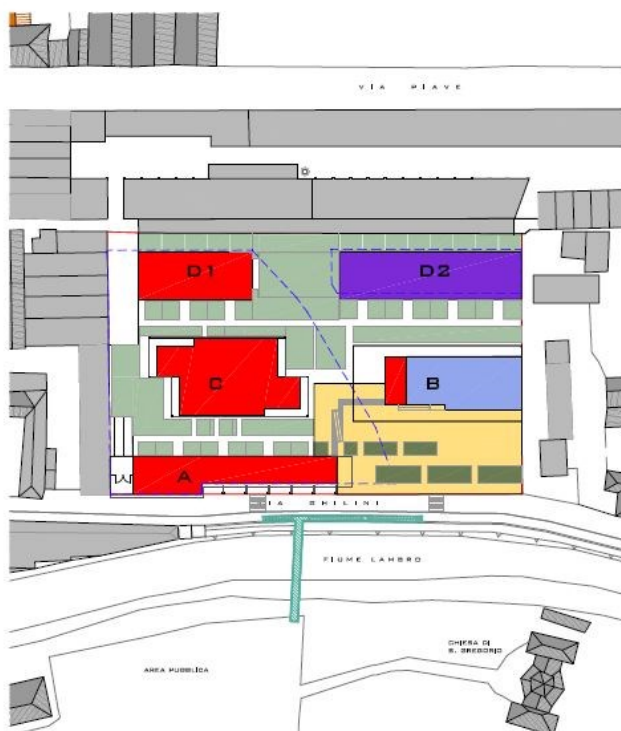 VIA PIAVE
D1
D2
C
B
A
VIA GHILINI
FIUME LAMBRO
CHIESA DI
S. GREGORIO
AREA PUBBLICA